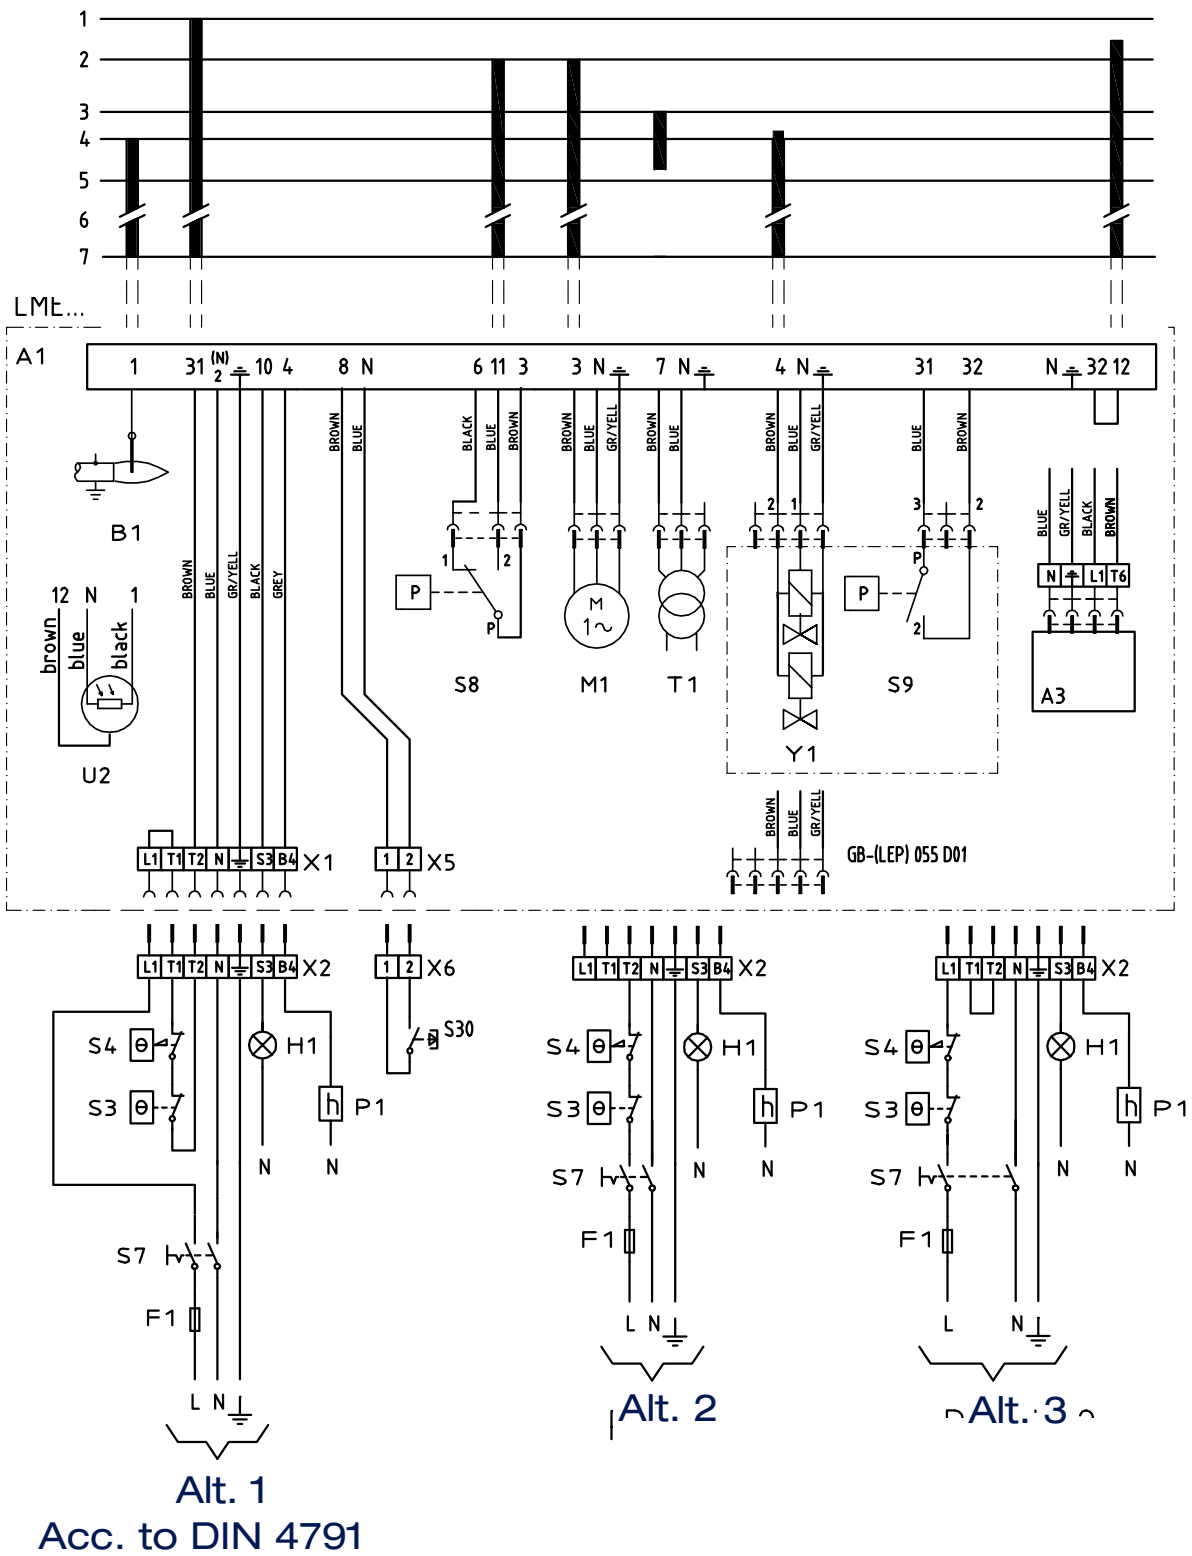 1
2
3
4
5
6
7
LME...
A1
1 31 (N) 2 10 4 8 N 6 11 3 3 N 7 N 4 N 31 32 N 32 12
BROWN BLUE BLACK BLUE BROWN BROWN BLUE GR/YELL BROWN BLUE BROWN BLUE GR/YELL BLUE BROWN
B1
BROWN BLUE GR/YELL BLACK GREY
2 1 3 2
BLUE GR/YELL BLACK BROWN
1 2 P P
P P 2
M 1~
N L1 T6
12 N 1
brown blue black
S8 M1 T1 S9 A3
U2
Y1
BROWN BLUE GR/YELL
GB-(LEP) 055 D01
L1 T1 T2 N S3 B4 X1
1 2 X5
L1 T1 T2 N S3 B4 X2
1 2 X6
L1 T1 T2 N S3 B4 X2
L1 T1 T2 N S3 B4 X2
S4 θ H1 S30
S4 θ H1
S4 θ H1
S3 θ h P1
S3 θ h P1
S3 θ h P1
N N
N N
N N
S7
S7
S7
F1
F1
F1
L N
L N
L N
Alt. 2
Alt. 3
Alt. 1
Acc. to DIN 4791